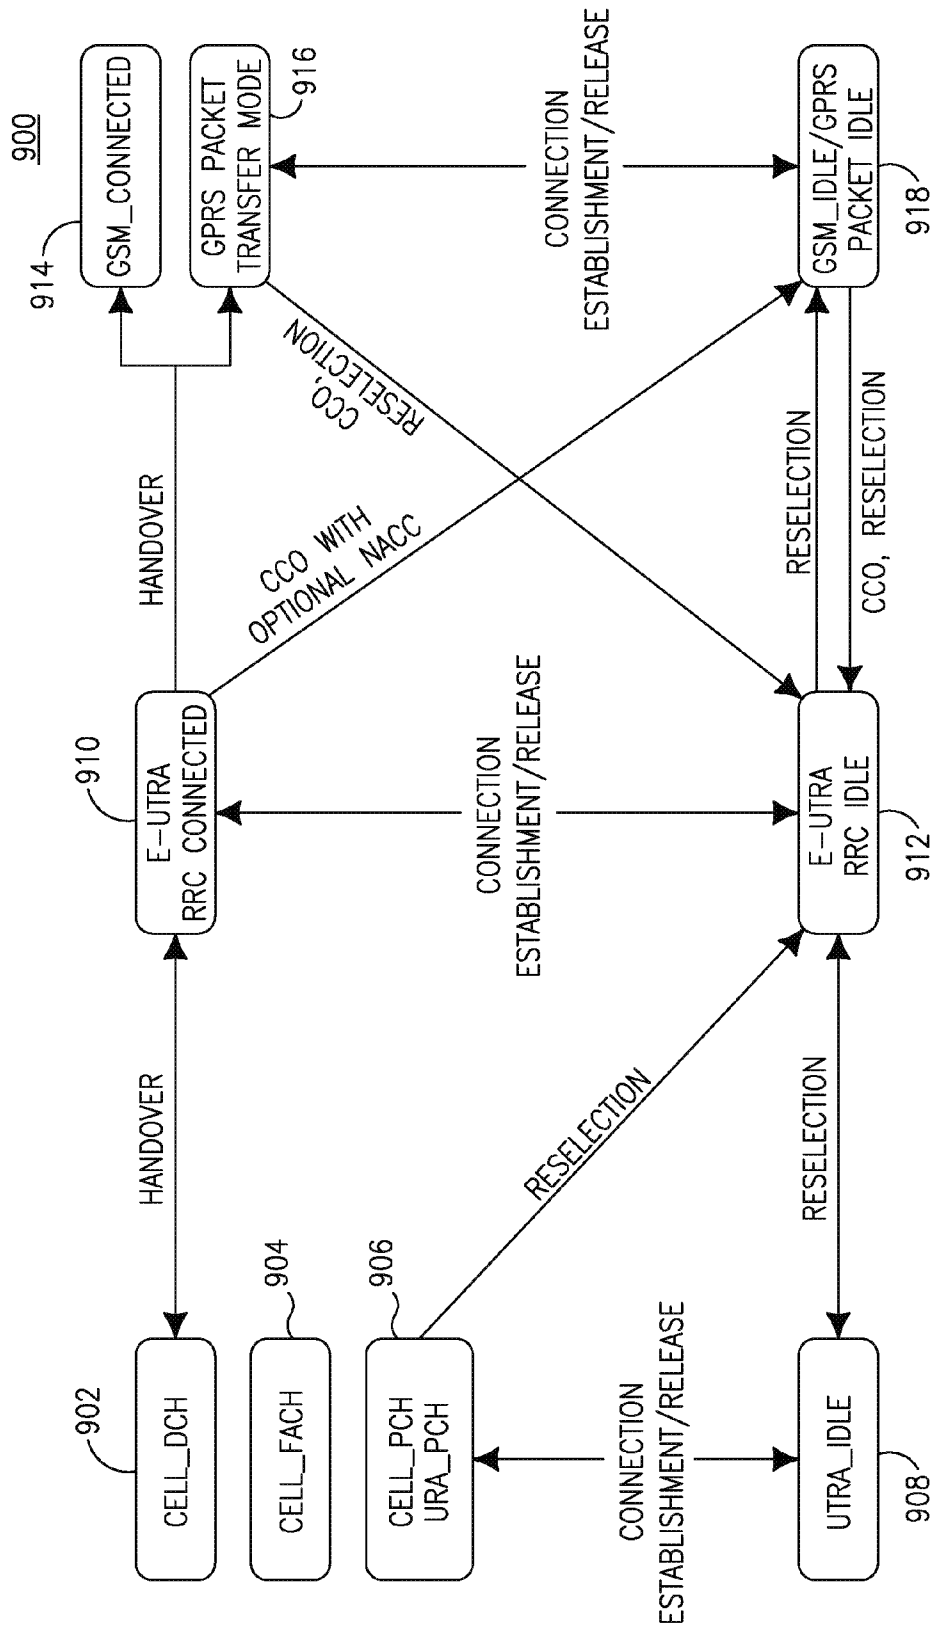 900
902
CELL_DCH
904
CELL_FACH
906
CELL_PCH
URA_PCH
CONNECTION
ESTABLISHMENT/RELEASE
UTRA_IDLE
908
HANDOVER
RESELECTION
RESELECTION
910
E-UTRA
RRC CONNECTED
CONNECTION
ESTABLISHMENT/RELEASE
E-UTRA
RRC IDLE
912
HANDOVER
CCO WITH
OPTIONAL NACC
CCO,
RESELECTION
RESELECTION
CCO, RESELECTION
914
GSM_CONNECTED
GPRS PACKET
TRANSFER MODE
916
CONNECTION
ESTABLISHMENT/RELEASE
GSM_IDLE/GPRS
PACKET IDLE
918